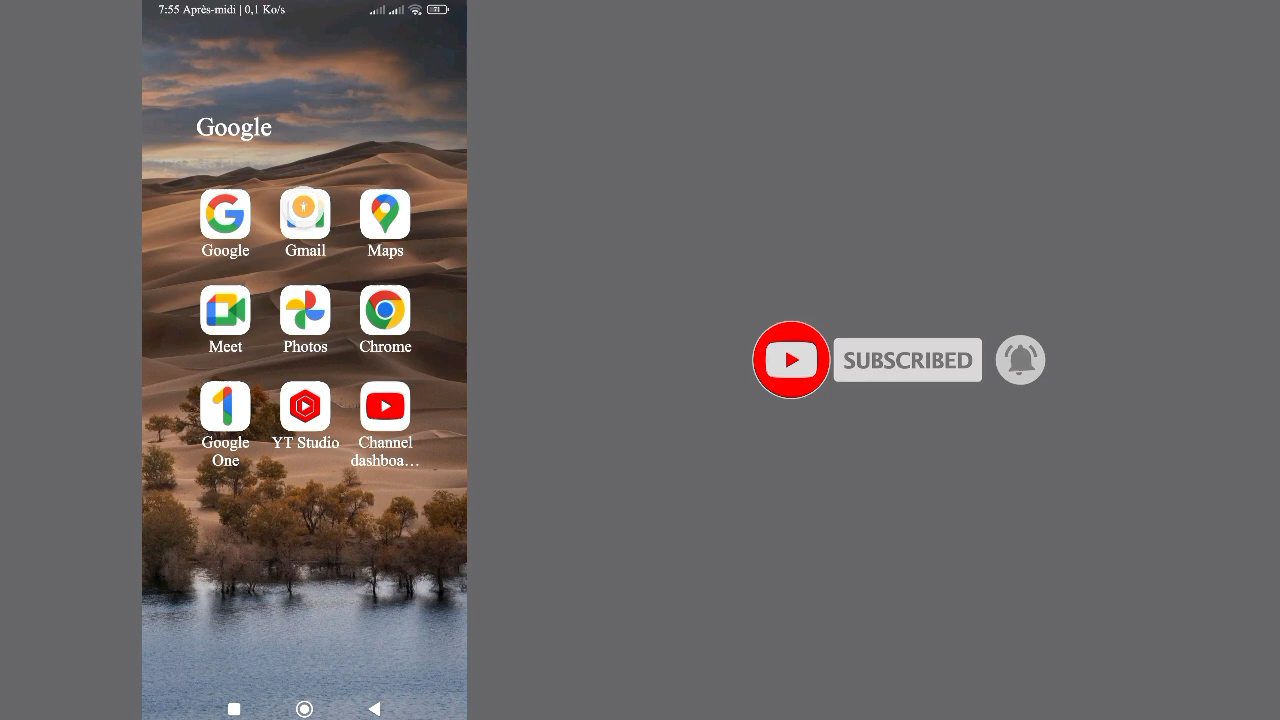 7:55 Après-midi | 0,1 Ko/s
71
Google
Google
Gmail
Maps
Meet
Photos
Chrome
Google
One
YT Studio
Channel
dashboa...
SUBSCRIBED